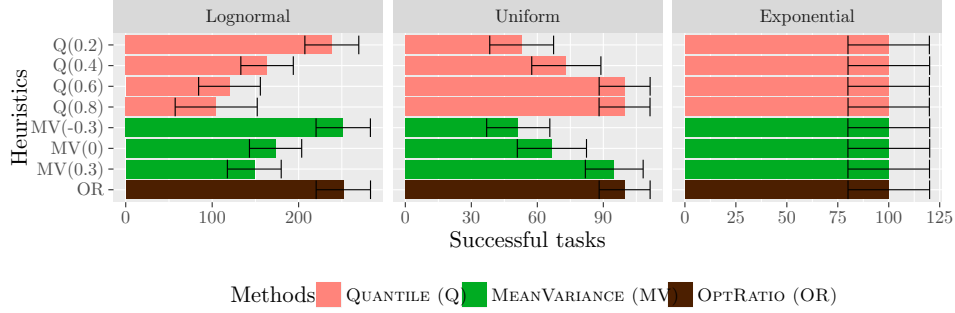 Lognormal Uniform Exponential
Heuristics
Q(0.2)
Q(0.4)
Q(0.6)
Q(0.8)
MV(-0.3)
MV(0)
MV(0.3)
OR
0 100 200 0 30 60 90 0 25 50 75 100 125
Successful tasks
Methods QUANTILE (Q) MEANVARIANCE (MV) OPTRATIO (OR)